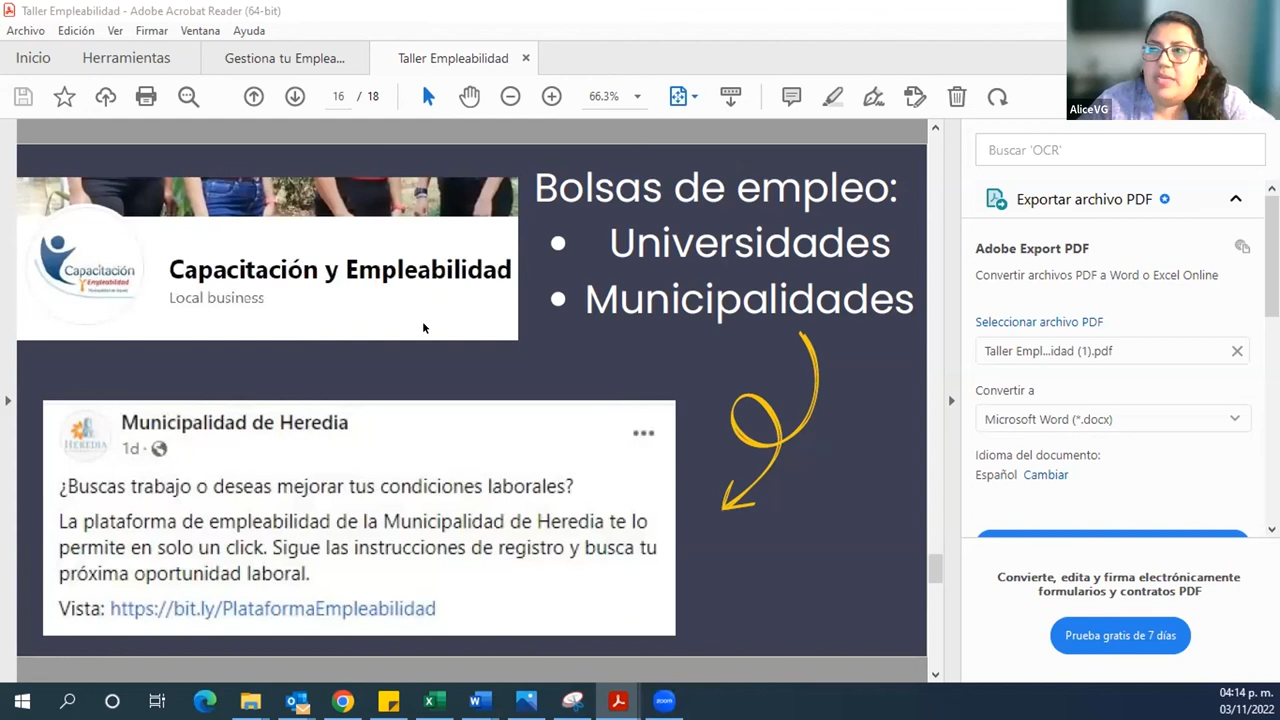 Taller Empleabilidad - Adobe Acrobat Reader (64-bit)
Archivo Edición Ver Firmar Ventana Ayuda
Inicio Herramientas Gestiona tu Emplea... Taller Empleabilidad
16 / 18 66.3%
AliceVG
Buscar 'OCR'
Exportar archivo PDF
Adobe Export PDF
Convertir archivos PDF a Word o Excel Online
Seleccionar archivo PDF
Taller Empl...idad (1).pdf
Convertir a
Microsoft Word (*.docx)
Idioma del documento:
Español Cambiar
Convierte, edita y firma electrónicamente
formularios y contratos PDF
Prueba gratis de 7 días
Bolsas de empleo:
• Universidades
• Municipalidades
Capacitación
y Empleabilidad
Capacitación y Empleabilidad
Local business
HEREDIA
Municipalidad de Heredia
1d
¿Buscas trabajo o deseas mejorar tus condiciones laborales?
La plataforma de empleabilidad de la Municipalidad de Heredia te lo
permite en solo un click. Sigue las instrucciones de registro y busca tu
próxima oportunidad laboral.
Vista: https://bit.ly/PlataformaEmpleabilidad
zoom
04:14 p. m.
03/11/2022